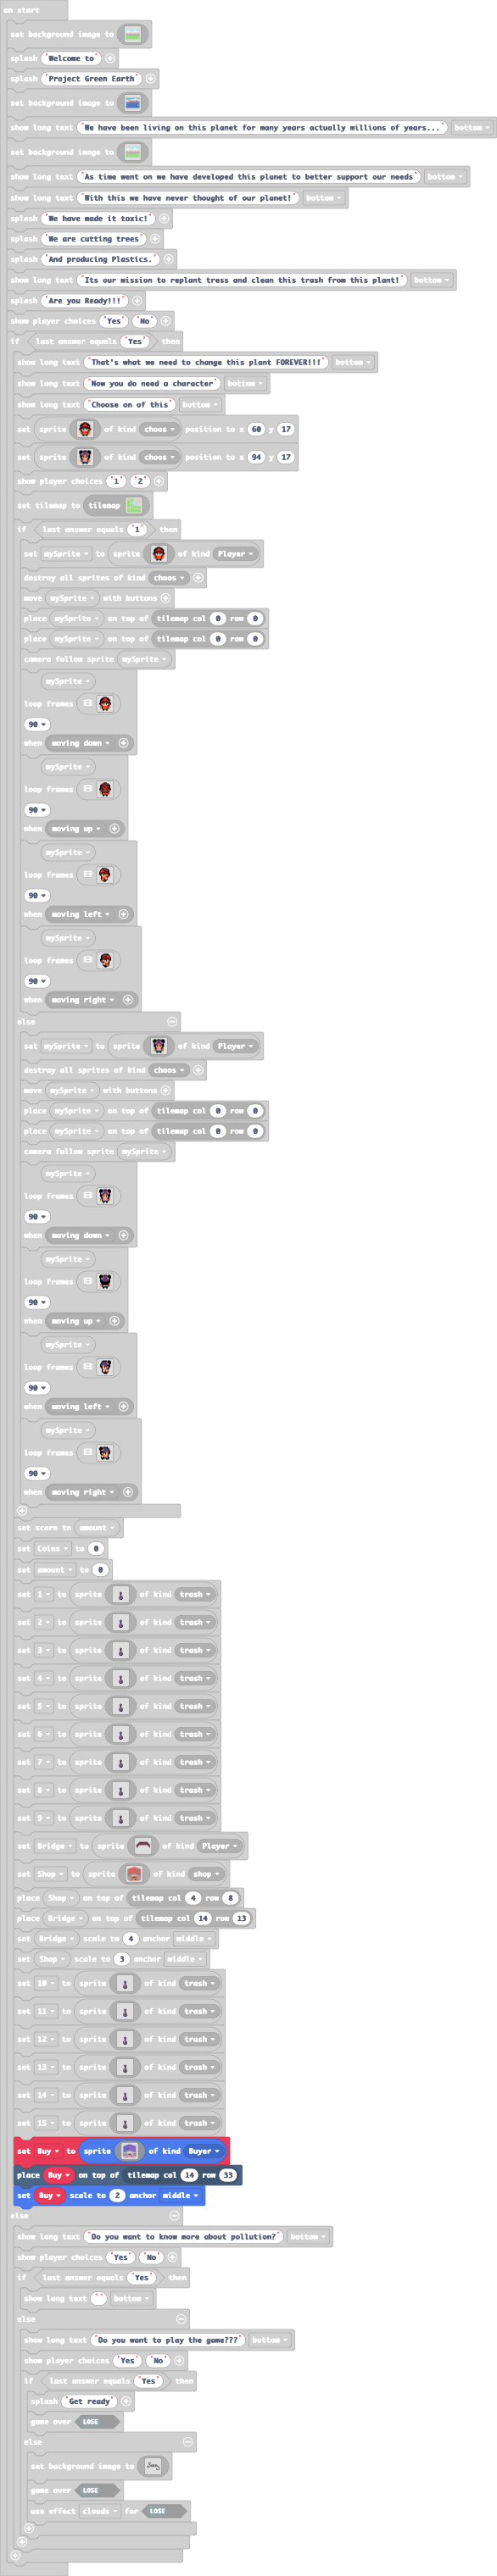 on start
set background image to
splash "Welcome to"
splash "Project Green Earth"
set background image to
show long text "We have been living on this planet for many years actually millions of years..." bottom
set background image to
show long text "As time went on we have developed this planet to better support our needs" bottom
show long text "With this we have never thought of our planet!" bottom
splash "We have made it toxic!"
splash "We are cutting trees"
splash "And producing Plastics."
show long text "Its our mission to replant tress and clean this trash from this planet!" bottom
splash "Are you Ready!!!"
show player choices "Yes" "No"
if last answer equals "Yes" then
show long text "That's what we need to change this plant FOREVER!!!" bottom
show long text "Now you do need a character" bottom
show long text "Choose on of this" bottom
set sprite of kind choos position to x 60 y 17
set sprite of kind choos position to x 94 y 17
show player choices "1" "2"
set tilemap to tilemap
if last answer equals "1" then
set mySprite to sprite of kind Player
destroy all sprites of kind choos
move mySprite with buttons
place mySprite on top of tilemap col 0 row 0
place mySprite on top of tilemap col 0 row 0
camera follow sprite mySprite
mySprite
loop frames
90
when moving down
mySprite
loop frames
90
when moving up
mySprite
loop frames
90
when moving left
mySprite
loop frames
90
when moving right
else
set mySprite to sprite of kind Player
destroy all sprites of kind choos
move mySprite with buttons
place mySprite on top of tilemap col 0 row 0
place mySprite on top of tilemap col 0 row 0
camera follow sprite mySprite
mySprite
loop frames
90
when moving down
mySprite
loop frames
90
when moving up
mySprite
loop frames
90
when moving left
mySprite
loop frames
90
when moving right
set score to amount
set Coins to 0
set amount to 0
set 1 to sprite of kind trash
set 2 to sprite of kind trash
set 3 to sprite of kind trash
set 4 to sprite of kind trash
set 5 to sprite of kind trash
set 6 to sprite of kind trash
set 7 to sprite of kind trash
set 8 to sprite of kind trash
set 9 to sprite of kind trash
set Bridge to sprite of kind Player
set Shop to sprite of kind shop
place Shop on top of tilemap col 4 row 8
place Bridge on top of tilemap col 14 row 13
set Bridge scale to 4 anchor middle
set Shop scale to 3 anchor middle
set 10 to sprite of kind trash
set 11 to sprite of kind trash
set 12 to sprite of kind trash
set 13 to sprite of kind trash
set 14 to sprite of kind trash
set 15 to sprite of kind trash
set Buy to sprite of kind Buyer
place Buy on top of tilemap col 14 row 33
set Buy scale to 2 anchor middle
else
show long text "Do you want to know more about pollution?" bottom
show player choices "Yes" "No"
if last answer equals "Yes" then
show long text " " bottom
else
show long text "Do you want to play the game???" bottom
show player choices "Yes" "No"
if last answer equals "Yes" then
splash "Get ready"
game over LOSE
else
set background image to
game over LOSE
use effect clouds for LOSE